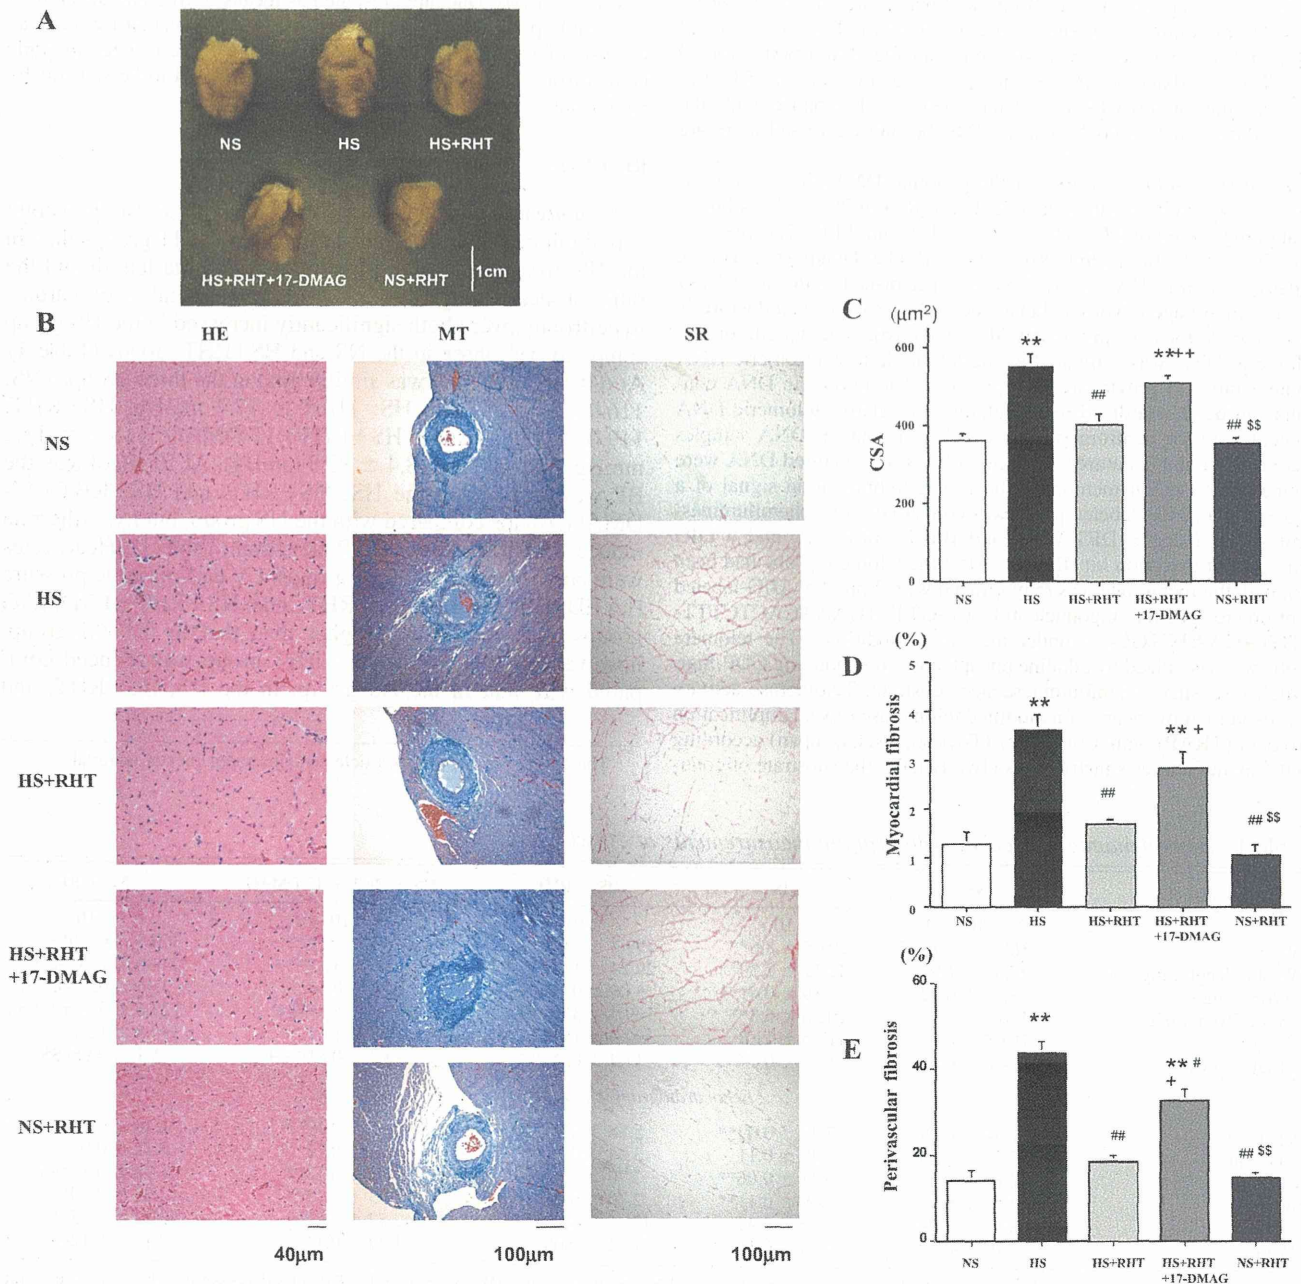 A
NS HS HS+RHT
HS+RHT+17-DMAG NS+RHT 1cm
B
HE MT SR
NS
HS
HS+RHT
HS+RHT
+17-DMAG
NS+RHT
40μm 100μm 100μm
C
(μm²)
CSA
600
400
200
0
** ## **++ ## $$
NS HS HS+RHT HS+RHT NS+RHT
+17-DMAG
D
(%)
Myocardial fibrosis
5
4
3
2
1
0
** ## ** + ## $$
NS HS HS+RHT HS+RHT NS+RHT
+17-DMAG
E
(%)
Perivascular fibrosis
60
40
20
0
** ## ** # ## $$
+
NS HS HS+RHT HS+RHT NS+RHT
+17-DMAG